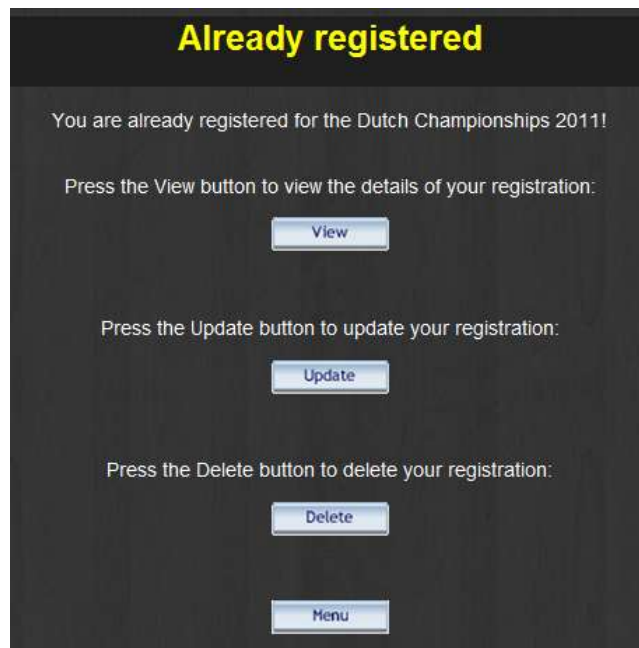 Already registered
You are already registered for the Dutch Championships 2011!
Press the View button to view the details of your registration:
View
Press the Update button to update your registration:
Update
Press the Delete button to delete your registration:
Delete
Menu